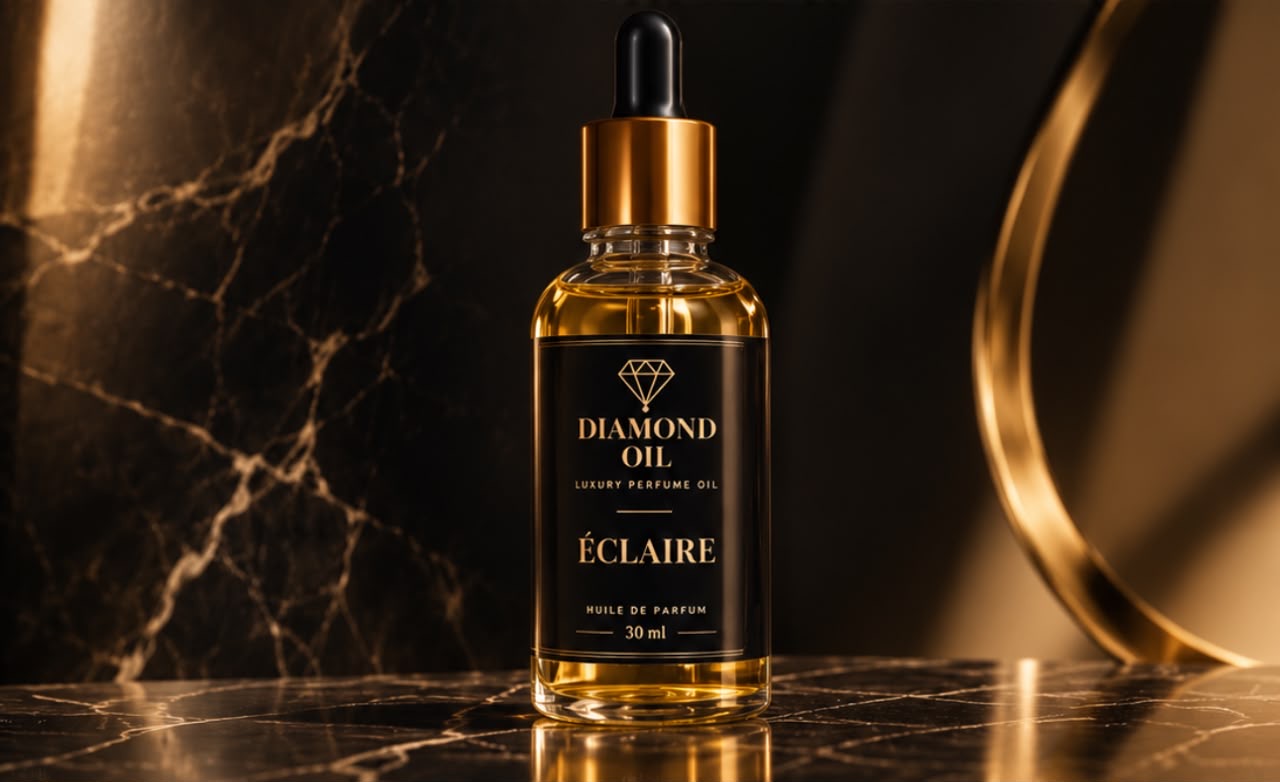 DIAMOND
OIL
LUXURY PERFUME OIL
ÉCLAIRE
HUILE DE PARFUM
30 ml